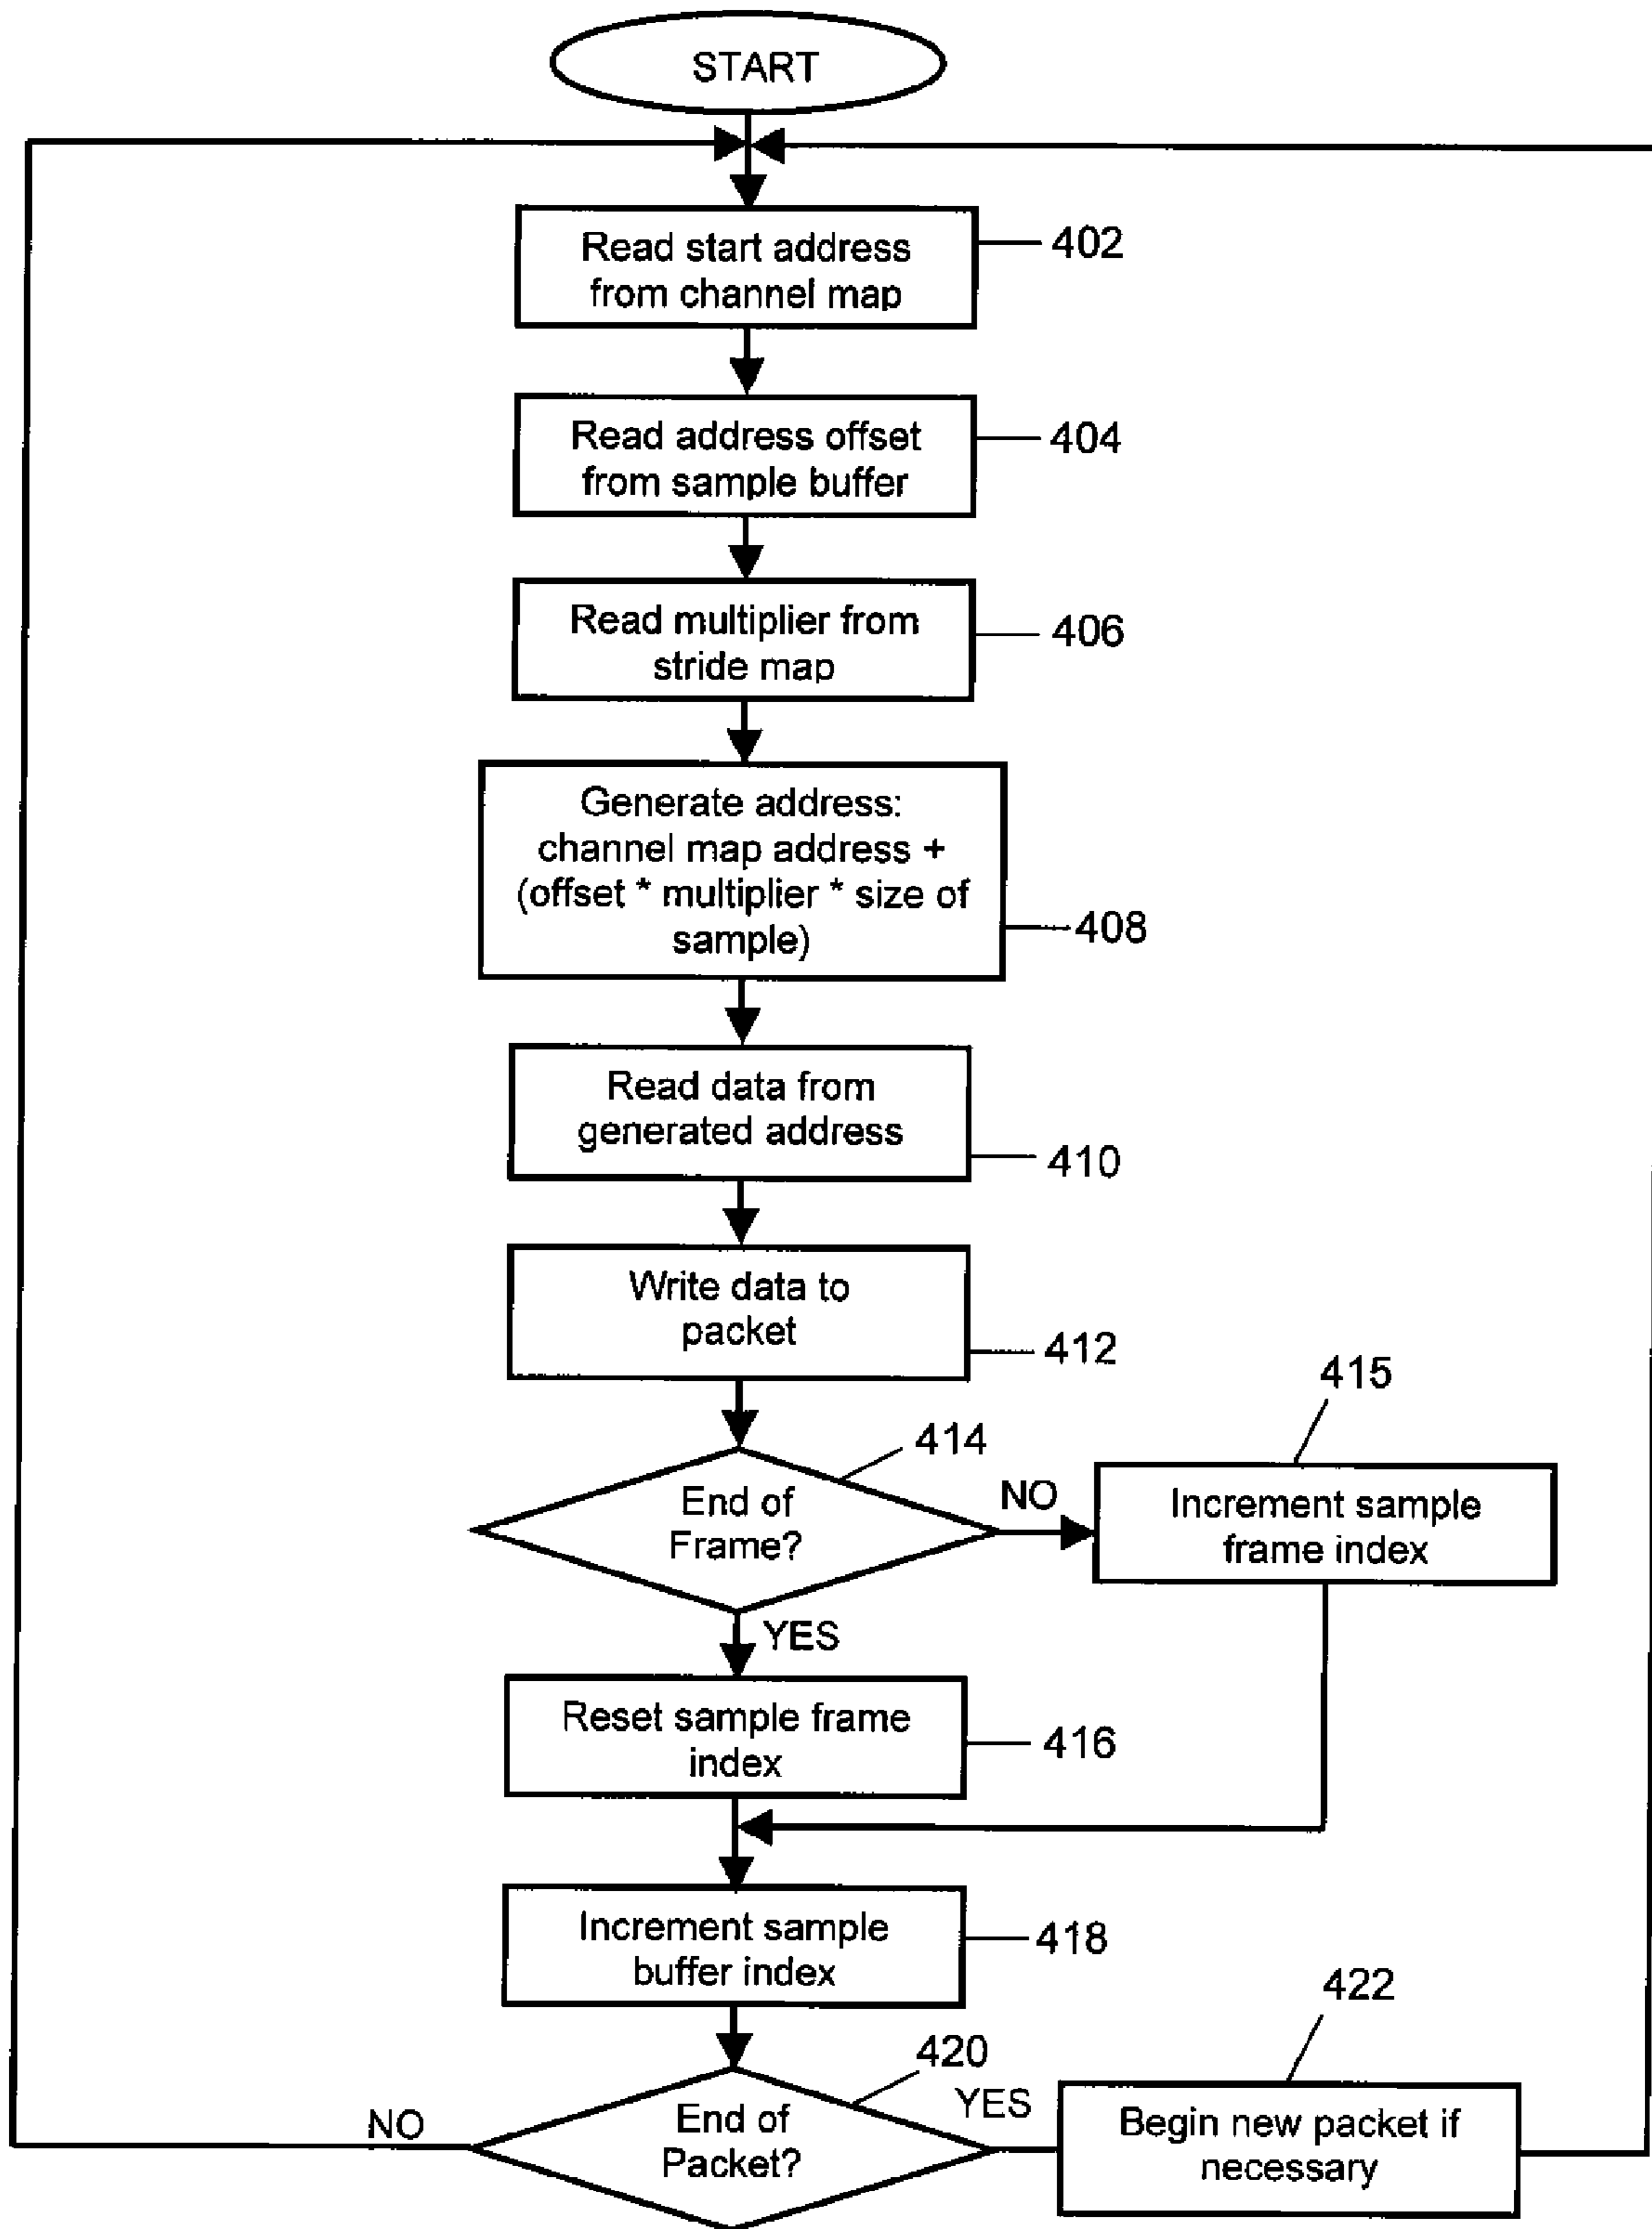 START
Read start address
from channel map
402
Read address offset
from sample buffer
404
Read multiplier from
stride map
406
Generate address:
channel map address +
(offset * multiplier * size of
sample)
408
Read data from
generated address
410
Write data to
packet
412
415
414
End of
Frame?
NO
Increment sample
frame index
YES
Reset sample frame
index
416
Increment sample
buffer index
418
422
420
NO
End of
Packet?
YES
Begin new packet if
necessary